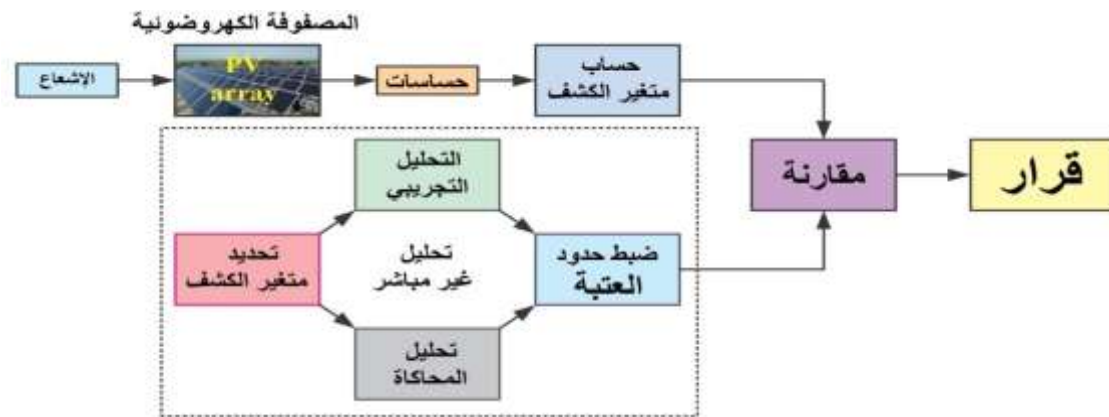 المصفوفة الكهروضوئية
الإشعاع
PV
array
حساسات
حساب
متغير الكشف
التحليل
التجريبي
مقارنة
قرار
تحديد
متغير الكشف
تحليل
غير مباشر
ضبط حدود
العتبة
تحليل
المحاكاة